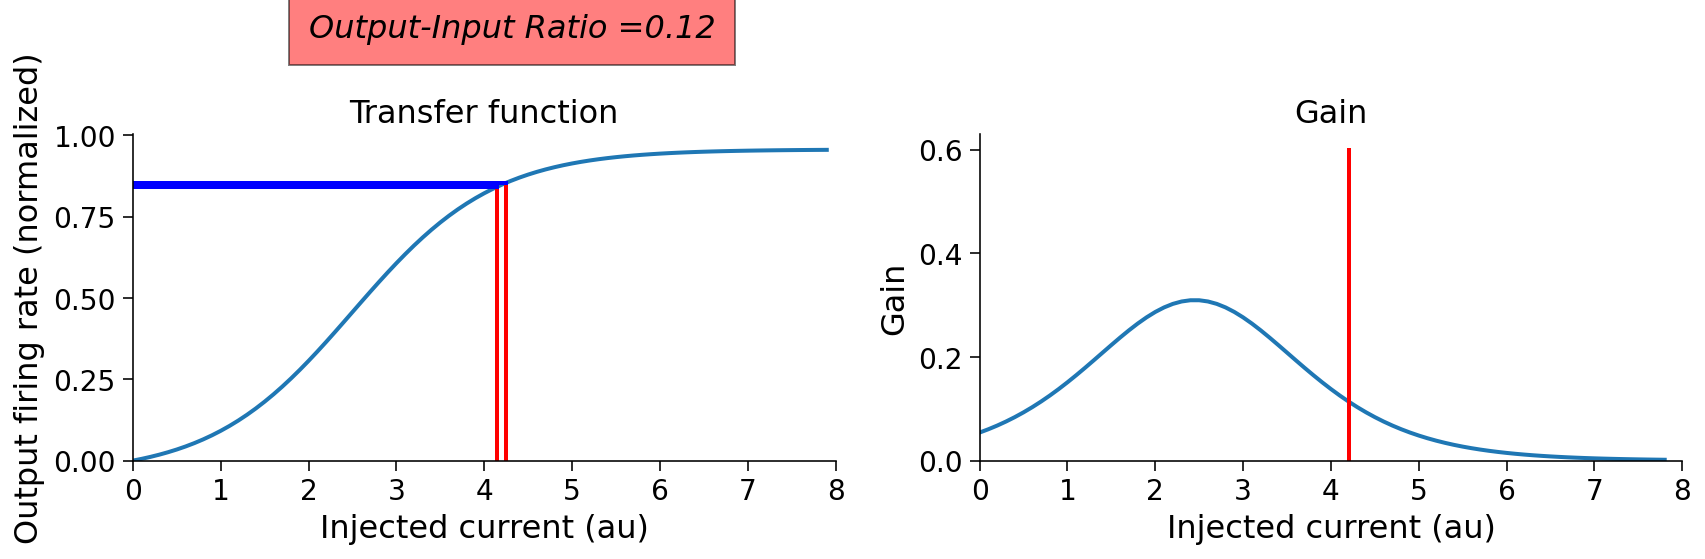 Output-Input Ratio =0.12
Transfer function
Output firing rate (normalized)
1.00
0.75
0.50
0.25
0.00
0 1 2 3 4 5 6 7 8
Injected current (au)
Gain
Gain
0.6
0.4
0.2
0.0
0 1 2 3 4 5 6 7 8
Injected current (au)